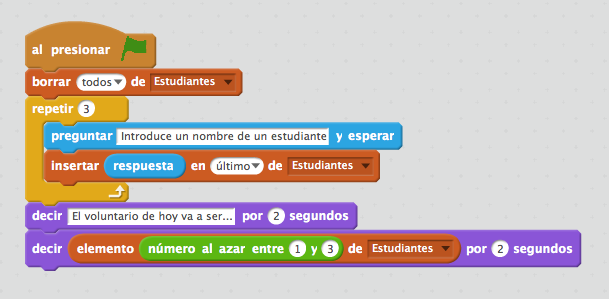 al presionar
borrar todos de Estudiantes
repetir 3
preguntar Introduce un nombre de un estudiante y esperar
insertar respuesta en último de Estudiantes
decir El voluntario de hoy va a ser... por 2 segundos
decir elemento número al azar entre 1 y 3 de Estudiantes por 2 segundos